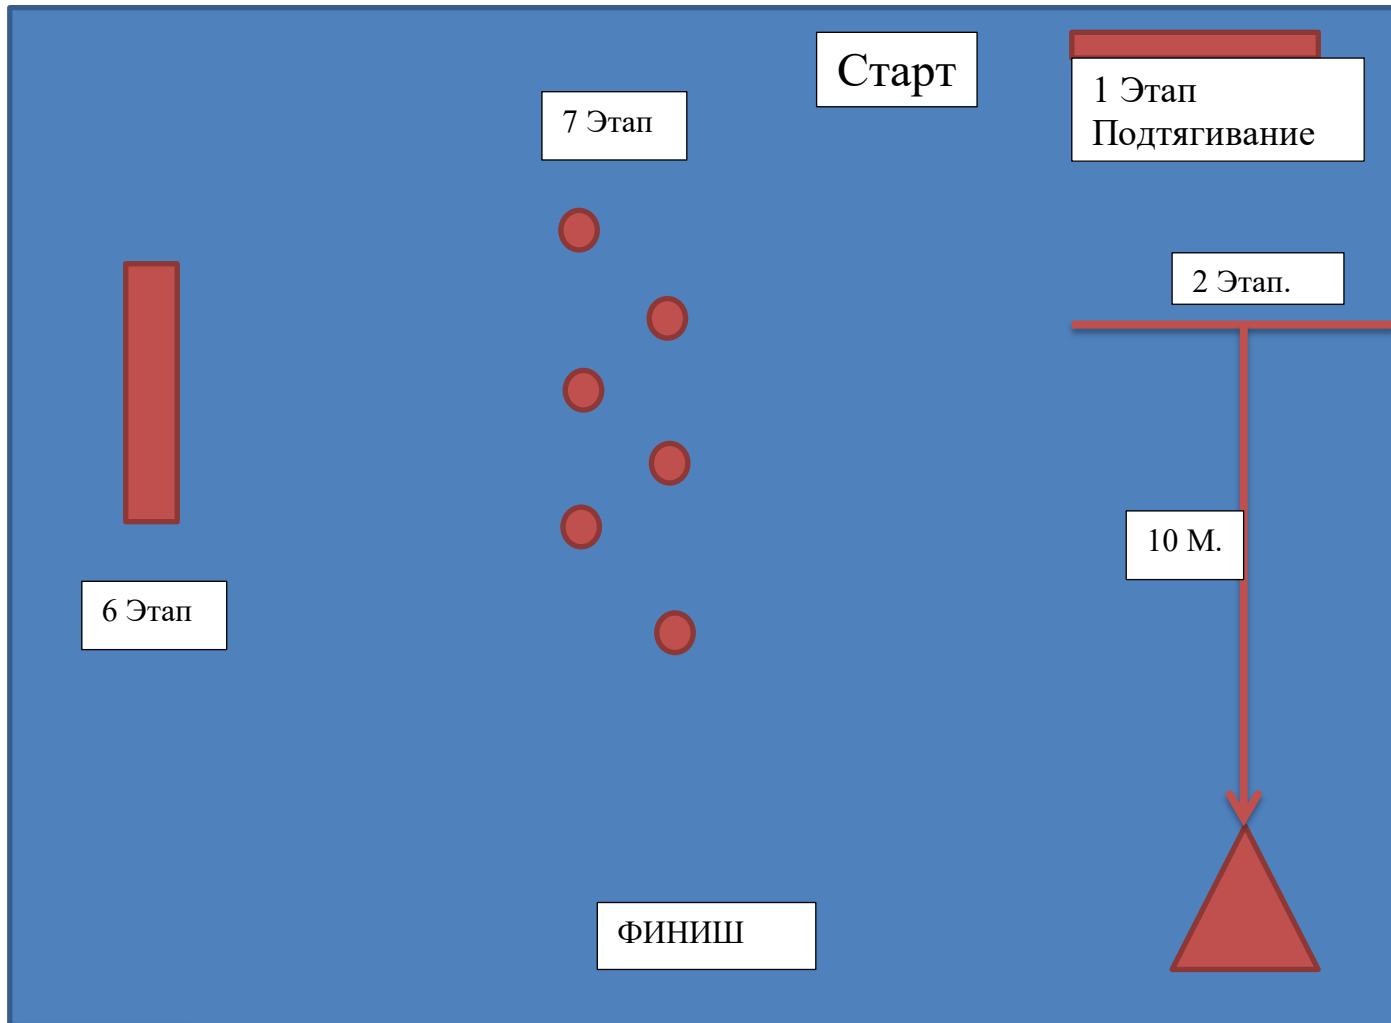 Старт
1 Этап
Подтягивание
7 Этап
2 Этап.
10 М.
6 Этап
ФИНИШ